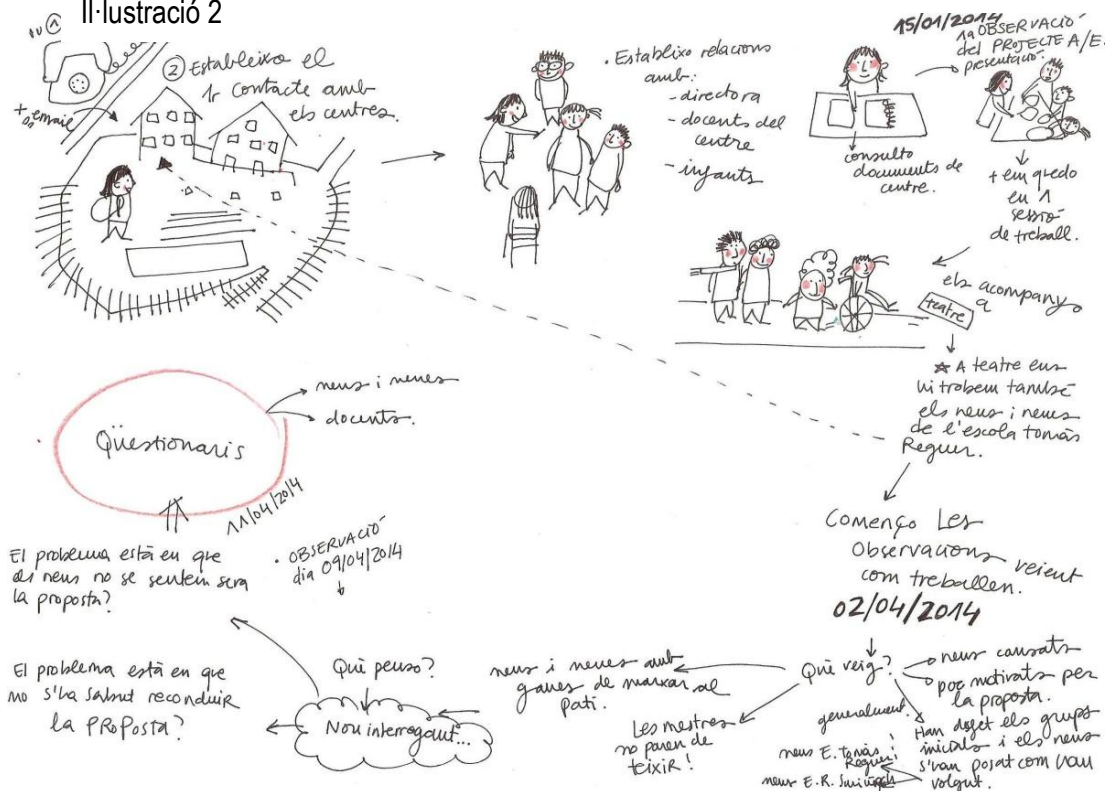 Il·lustració 2
1
+ email
2 Estableixo el
1r contacte amb
els centres.
· Establixo relacions
amb:
- directora
- docents del
centre
- infants
consulto
documents de
centre.
15/01/2014
1a OBSERVACIÓ
del PROJECTE A/E.
presentació.
+ em quedo
en 1
sessió
de treball.
els acompanyo
a
teatre
★ A teatre ens
hi trobem també
els nens i nenes
de l'escola tomàs
Reguer.
Començo Les
Observacions veient
com treballen.
02/04/2014
Què veig?
nens cansats
poc motivats per
la proposta.
Han dofet els grups
inicials i els nens
s'han posat com han
volgut.
generalment.
nens E. tomàs
Reguer!
nens E.R.
Les mestres
no paren de
teixir!
nens i nenes amb
ganes de marxar al
pati.
Què penso?
Nou interrogant...
El problema està en que
no s'ha sabut reconduir
la PROPOSTA?
El problema està en que
els nens no se senten seva
la proposta?
· OBSERVACIÓ
dia 09/04/2014
Qüestionaris
11/04/2014
nens i nenes
docents.